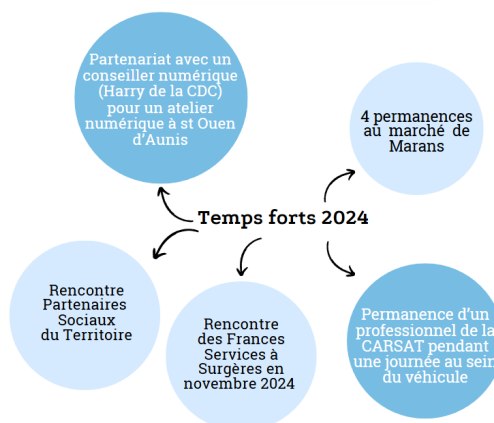 Partenariat avec un
conseiller numérique
(Harry de la CDC)
pour un atelier
numérique à st Ouen
d'Aunis
4 permanences
au marché de
Marans
Temps forts 2024
Rencontre
Partenaires
Sociaux
du Territoire
Rencontre
des Frances
Services à
Surgères en
novembre 2024
Permanence d'un
professionnel de la
CARSAT pendant
une journée au sein
du véhicule